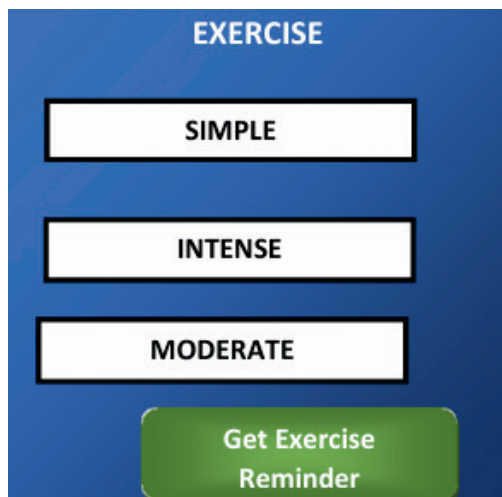 EXERCISE
SIMPLE
INTENSE
MODERATE
Get Exercise
Reminder